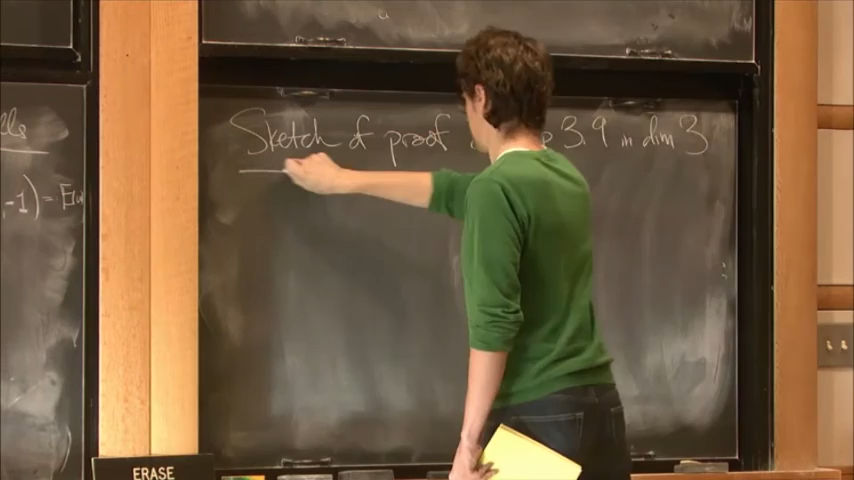 Sketch of proof 3.9 in dim 3
-1) =
ERASE